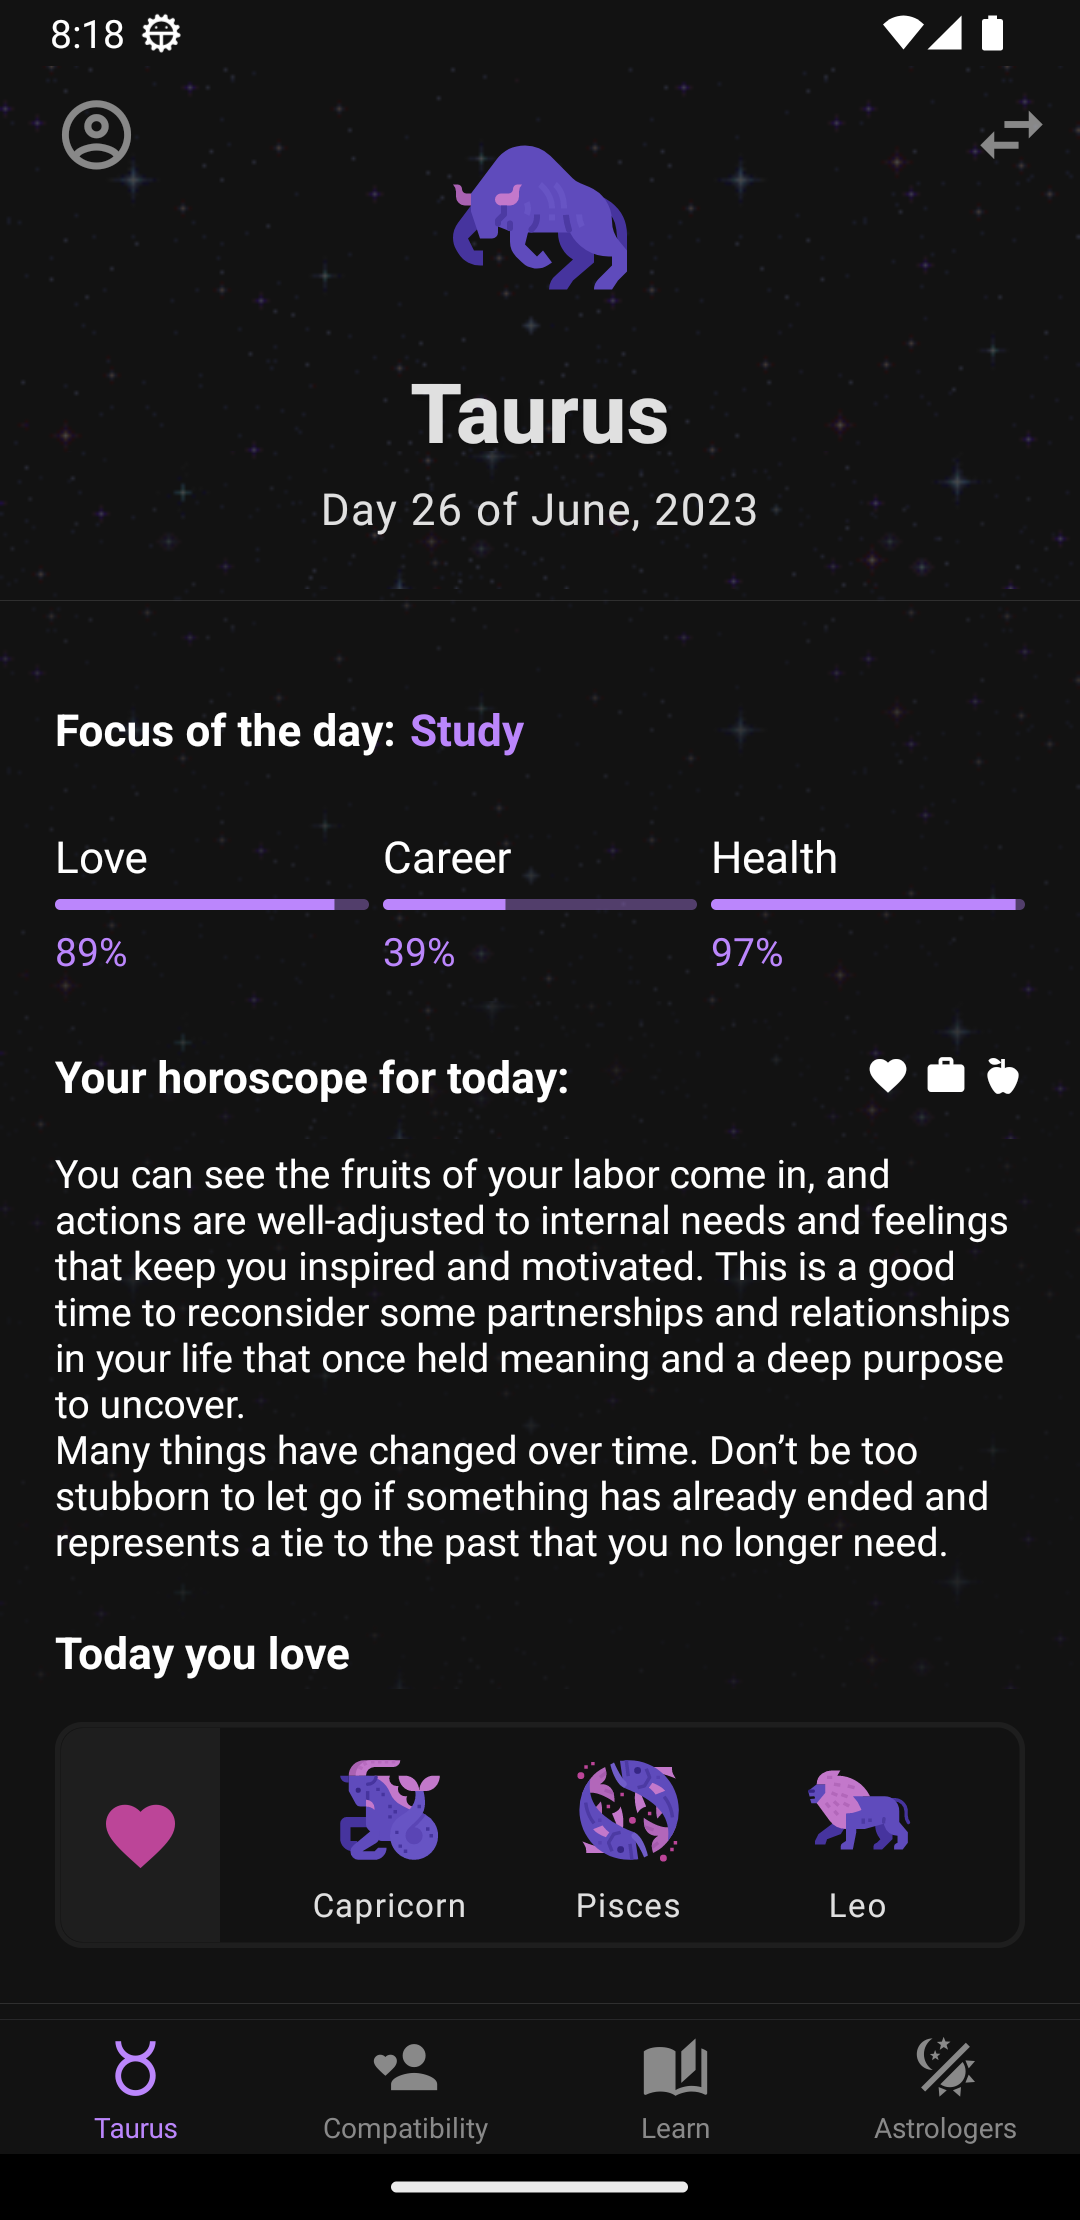 8:18
Taurus
Day 26 of June, 2023
Focus of the day: Study
Love Career Health
89% 39% 97%
Your horoscope for today:
You can see the fruits of your labor come in, and
actions are well-adjusted to internal needs and feelings
that keep you inspired and motivated. This is a good
time to reconsider some partnerships and relationships
in your life that once held meaning and a deep purpose
to uncover.
Many things have changed over time. Don’t be too
stubborn to let go if something has already ended and
represents a tie to the past that you no longer need.
Today you love
Capricorn Pisces Leo
Taurus Compatibility Learn Astrologers